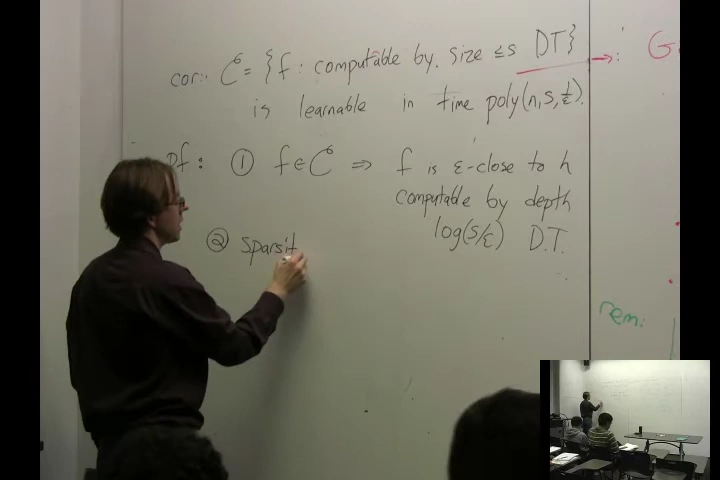 cor:. C = {f : computable by size ≤ s DT}
is learnable in time poly(n, s, 1/ε).
Pf: ① f ∈ C ⇒ f is ε-close to h
computable by depth
log(s/ε) D.T.
② sparsit
rem: